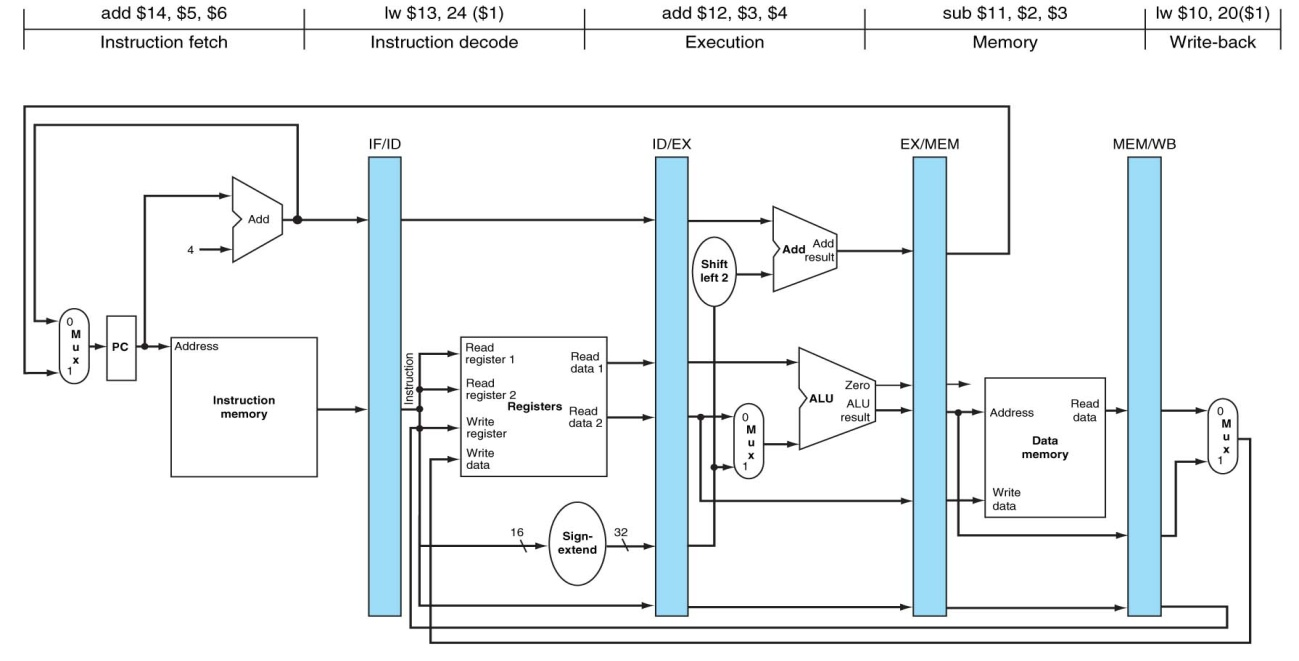 add $14, $5, $6
lw $13, 24 ($1)
add $12, $3, $4
sub $11, $2, $3
lw $10, 20($1)
Instruction fetch
Instruction decode
Execution
Memory
Write-back
IF/ID
ID/EX
EX/MEM
MEM/WB
Add
4
Add
Add
result
Shift
left 2
0
M
u
x
1
PC
Address
Instruction
memory
Instruction
Read
register 1
Read
register 2
Registers
Write
register
Write
data
Read
data 1
Read
data 2
16
Sign-
extend
32
0
M
u
x
1
ALU
Zero
ALU
result
Address
Read
data
Data
memory
Write
data
0
M
u
x
1